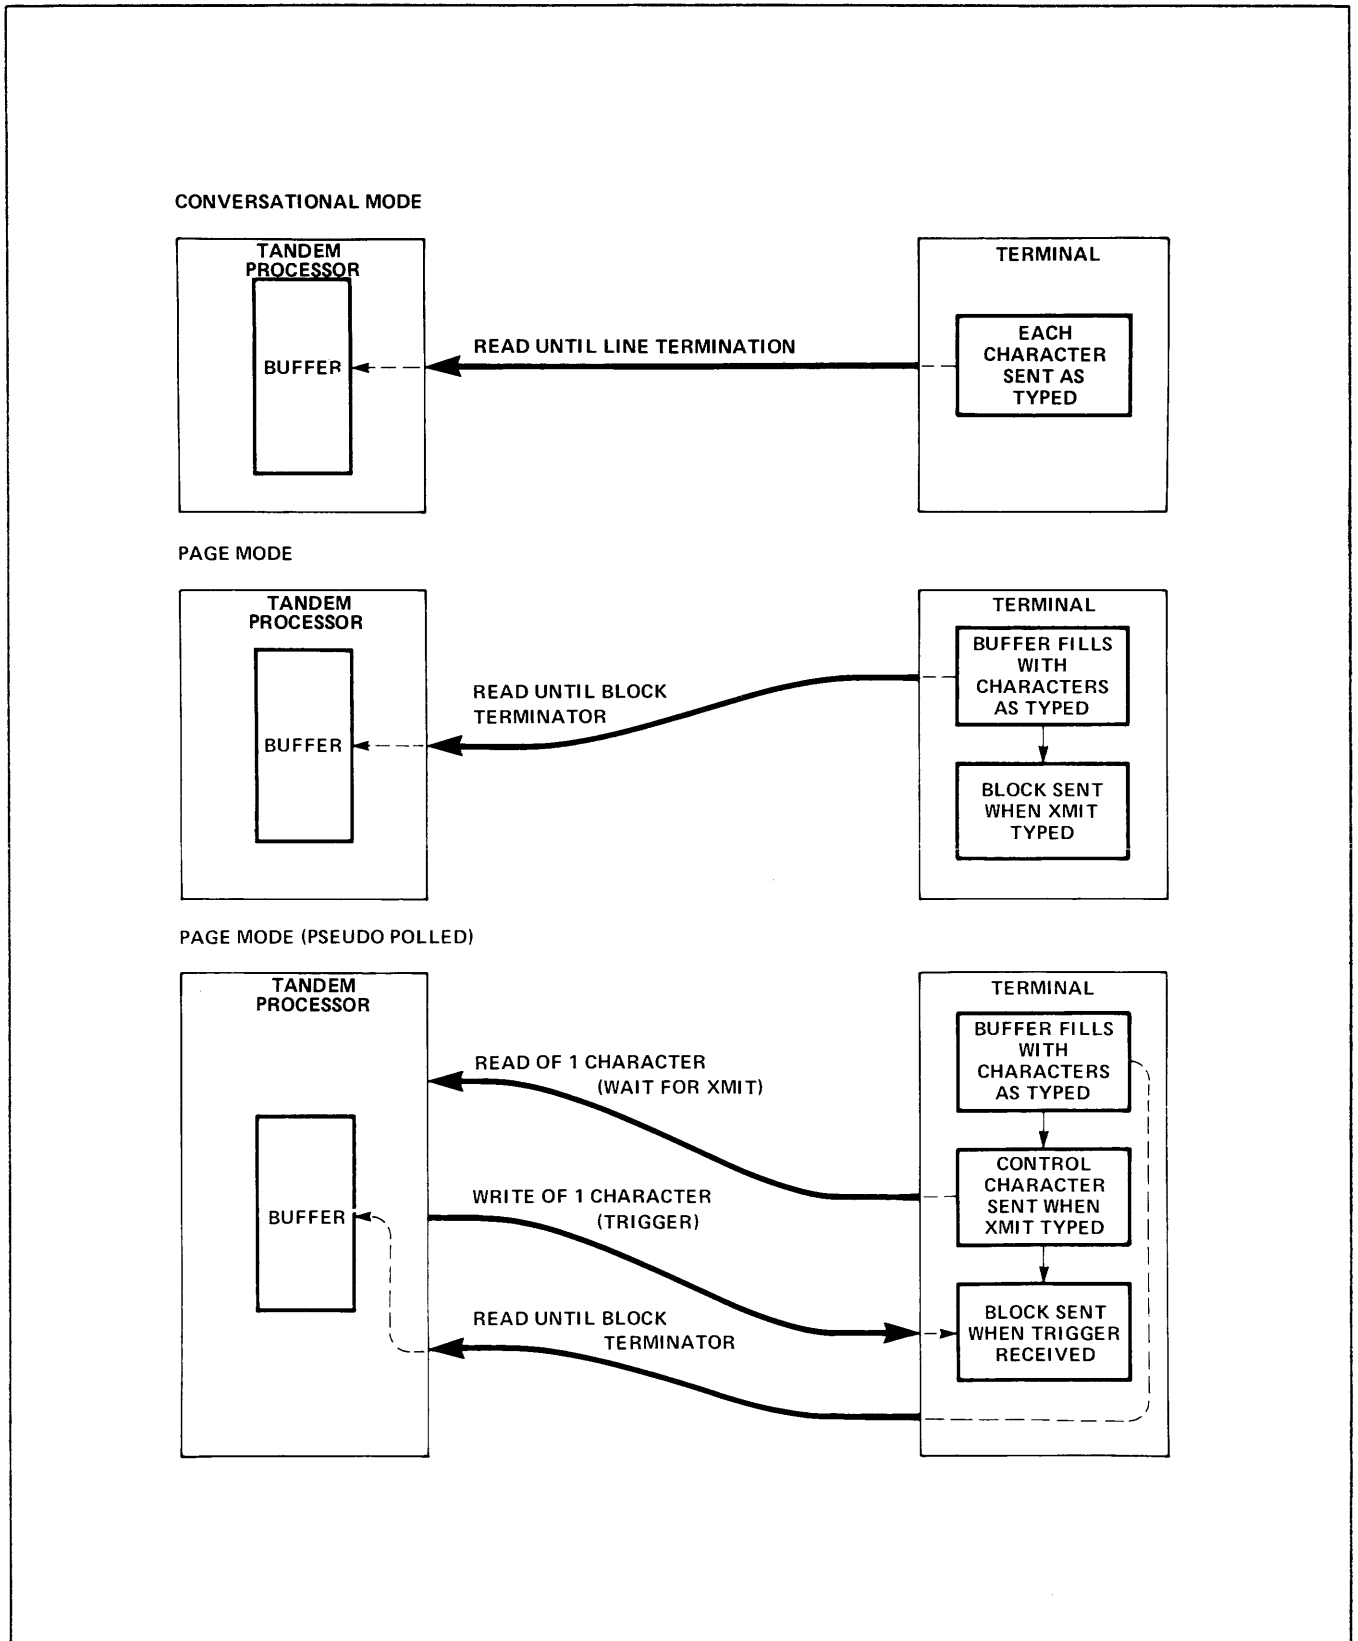 CONVERSATIONAL MODE
TANDEM
PROCESSOR
BUFFER
READ UNTIL LINE TERMINATION
TERMINAL
EACH
CHARACTER
SENT AS
TYPED
PAGE MODE
TANDEM
PROCESSOR
BUFFER
READ UNTIL BLOCK
TERMINATOR
TERMINAL
BUFFER FILLS
WITH
CHARACTERS
AS TYPED
BLOCK SENT
WHEN XMIT
TYPED
PAGE MODE (PSEUDO POLLED)
TANDEM
PROCESSOR
BUFFER
READ OF 1 CHARACTER
(WAIT FOR XMIT)
WRITE OF 1 CHARACTER
(TRIGGER)
READ UNTIL BLOCK
TERMINATOR
TERMINAL
BUFFER FILLS
WITH
CHARACTERS
AS TYPED
CONTROL
CHARACTER
SENT WHEN
XMIT TYPED
BLOCK SENT
WHEN TRIGGER
RECEIVED